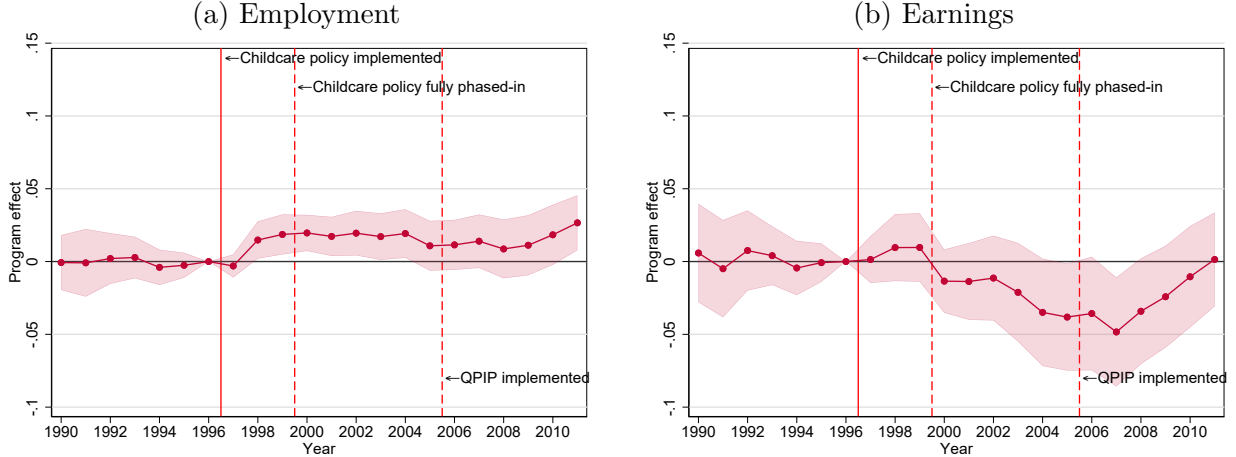 (a) Employment
.15
.1
.05
0
-.05
-.1
Program effect
Childcare policy implemented
Childcare policy fully phased-in
QPIP implemented
1990 1992 1994 1996 1998 2000 2002 2004 2006 2008 2010
Year
(b) Earnings
.15
.1
.05
0
-.05
-.1
Program effect
Childcare policy implemented
Childcare policy fully phased-in
QPIP implemented
1990 1992 1994 1996 1998 2000 2002 2004 2006 2008 2010
Year